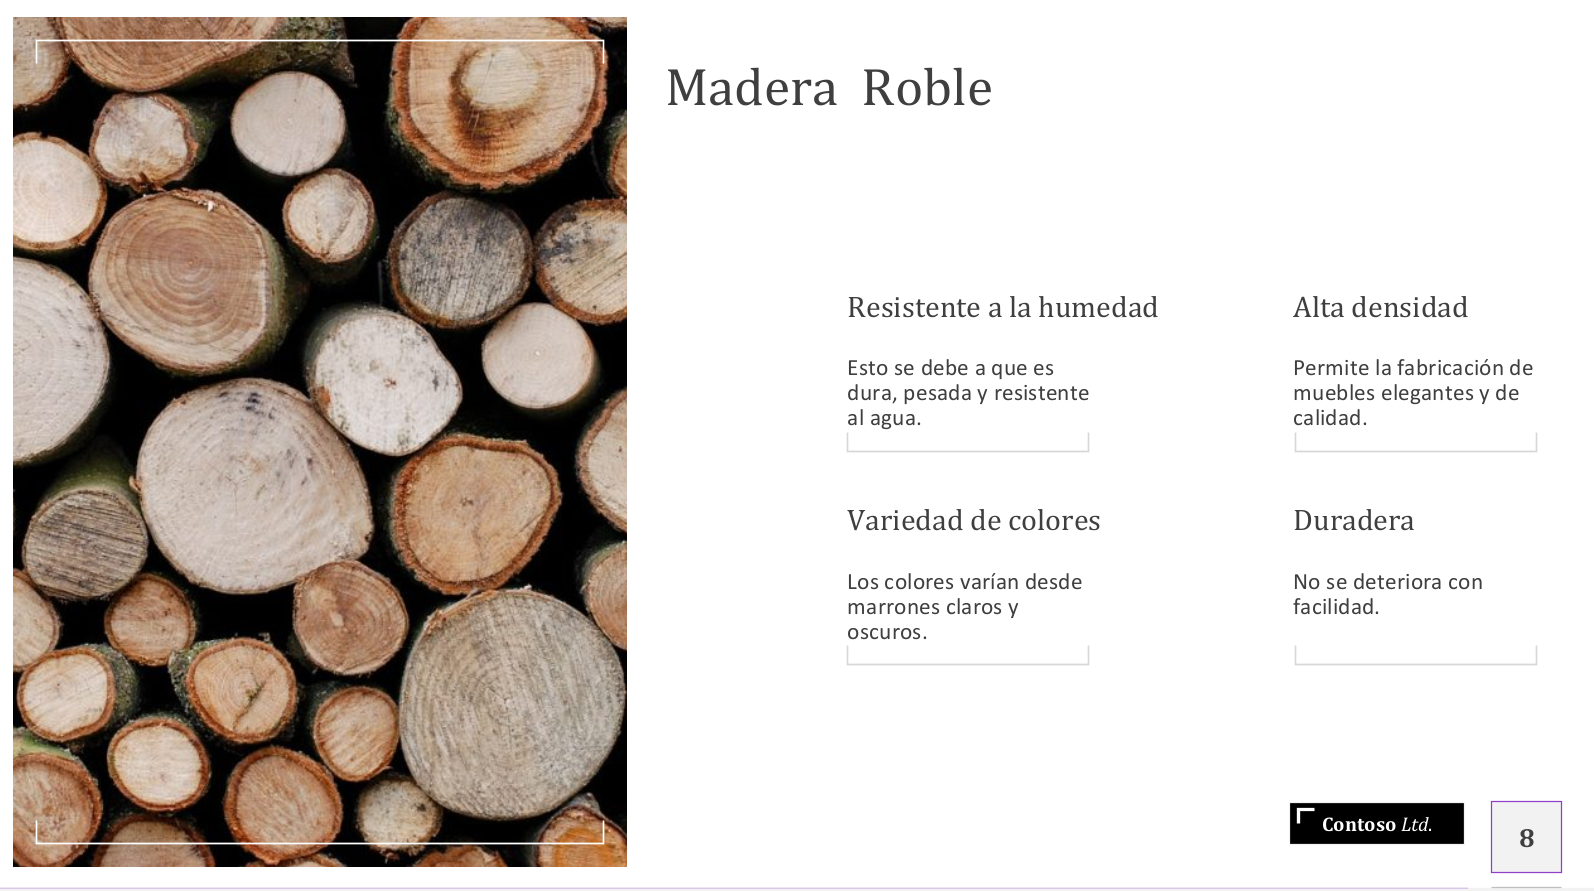 Madera Roble
Resistente a la humedad
Esto se debe a que es
dura, pesada y resistente
al agua.
Alta densidad
Permite la fabricación de
muebles elegantes y de
calidad.
Variedad de colores
Los colores varían desde
marrones claros y
oscuros.
Duradera
No se deteriora con
facilidad.
Contoso Ltd.
8